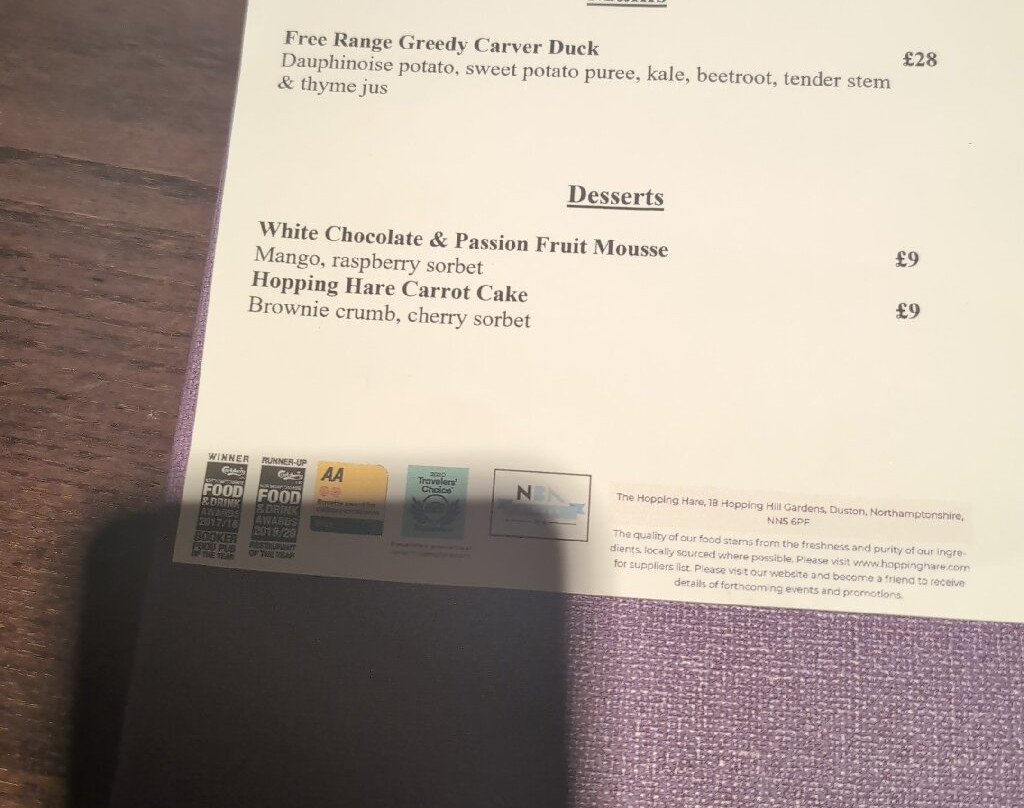 Free Range Greedy Carver Duck £28
Dauphinoise potato, sweet potato puree, kale, beetroot, tender stem
& thyme jus
Desserts
White Chocolate & Passion Fruit Mousse £9
Mango, raspberry sorbet
Hopping Hare Carrot Cake £9
Brownie crumb, cherry sorbet
WINNER
Carlsberg
FOOD
&DRINK
AWARDS
2017/18
BOOKER
FOOD PUB
OF THE YEAR
RUNNER-UP
Carlsberg
FOOD
&DRINK
AWARDS
2019/20
RESTAURANT
OF THE YEAR
AA
2020
Travelers'
Choice
The Hopping Hare, 18 Hopping Hill Gardens, Duston, Northamptonshire,
NN5 6PF
The quality of our food stems from the freshness and purity of our ingre-
dients, locally sourced where possible. Please visit www.hoppinghare.com
for suppliers list. Please visit our website and become a friend to receive
details of forthcoming events and promotions.